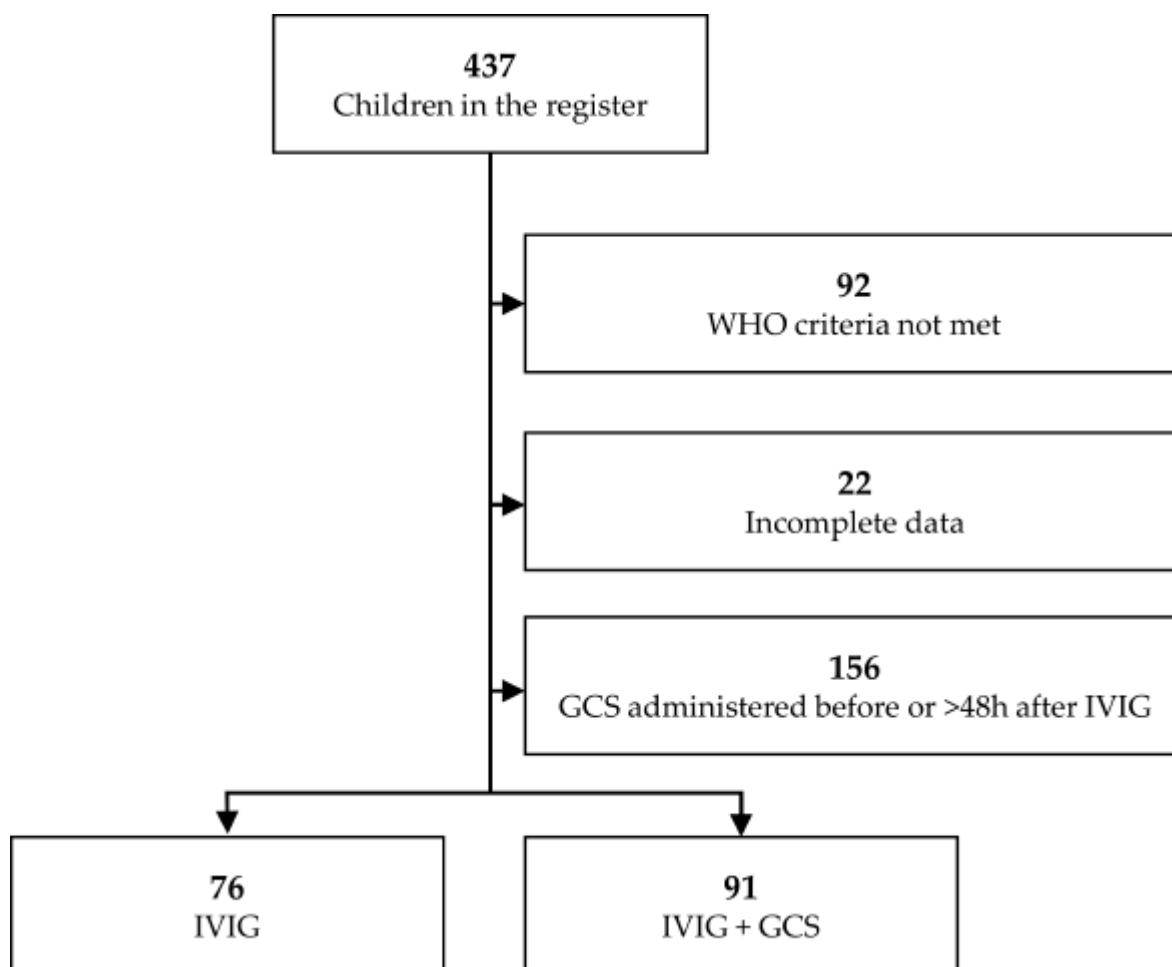 437
Children in the register
92
WHO criteria not met
22
Incomplete data
156
GCS administered before or >48h after IVIG
76
IVIG
91
IVIG + GCS